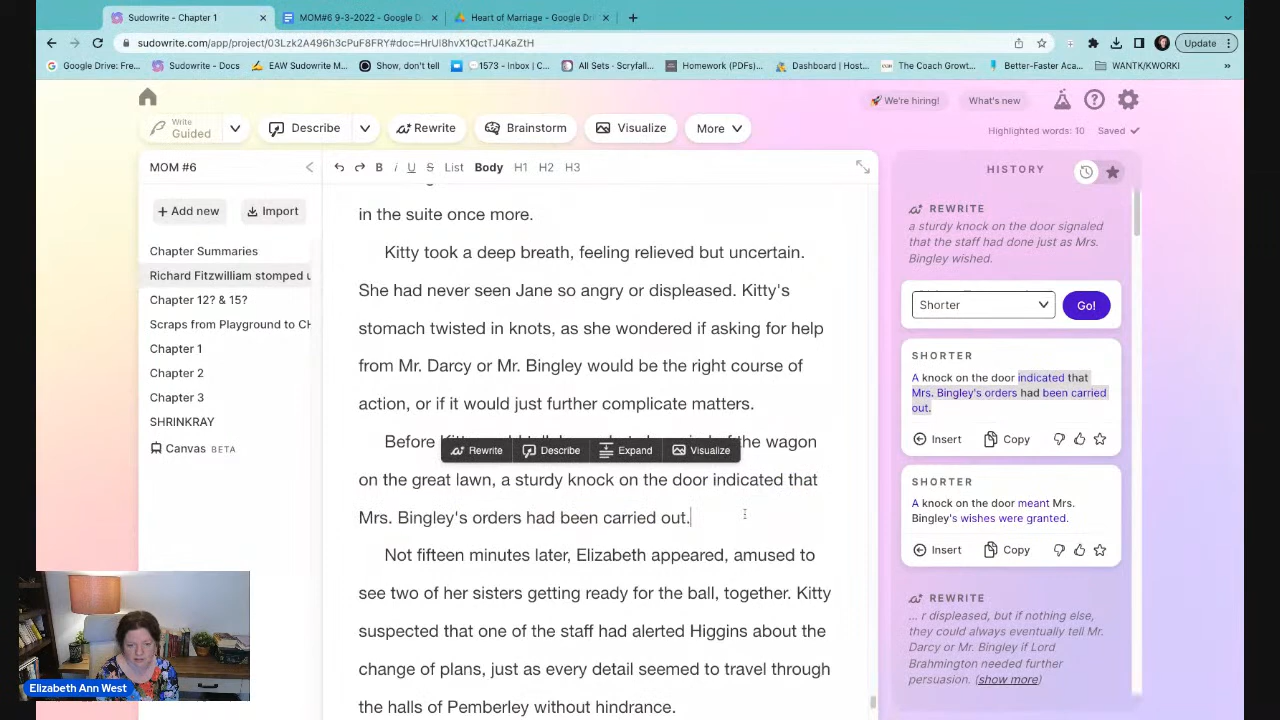 Sudowrite - Chapter 1
MOM#6 9-3-2022 - Google D
Heart of Marriage - Google Dri
sudowrite.com/app/project/03Lzk2A496h3cPuF8FRY#doc=HrUl8hvX1QctTJ4KaZtH
Update
Google Drive: Fre...
Sudowrite - Docs
EAW Sudowrite M...
Show, don't tell
1573 - Inbox | C...
All Sets · Scryfall...
Homework (PDFs)...
Dashboard | Host...
The Coach Growt...
Better-Faster Aca...
WANTK/KWORKI
We're hiring!
What's new
Write
Guided
Describe
Rewrite
Brainstorm
Visualize
More
Highlighted words: 10
Saved
MOM #6
B i U S List Body H1 H2 H3
HISTORY
+ Add new
Import
Chapter Summaries
Richard Fitzwilliam stomped u
Chapter 12? & 15?
Scraps from Playground to CH
Chapter 1
Chapter 2
Chapter 3
SHRINKRAY
Canvas BETA
in the suite once more.
Kitty took a deep breath, feeling relieved but uncertain.
She had never seen Jane so angry or displeased. Kitty's
stomach twisted in knots, as she wondered if asking for help
from Mr. Darcy or Mr. Bingley would be the right course of
action, or if it would just further complicate matters.
Before of the wagon
Rewrite
Describe
Expand
Visualize
on the great lawn, a sturdy knock on the door indicated that
Mrs. Bingley's orders had been carried out.
Not fifteen minutes later, Elizabeth appeared, amused to
see two of her sisters getting ready for the ball, together. Kitty
suspected that one of the staff had alerted Higgins about the
change of plans, just as every detail seemed to travel through
the halls of Pemberley without hindrance.
REWRITE
a sturdy knock on the door signaled
that the staff had done just as Mrs.
Bingley wished.
Shorter
Go!
SHORTER
A knock on the door indicated that
Mrs. Bingley's orders had been carried
out.
Insert
Copy
SHORTER
A knock on the door meant Mrs.
Bingley's wishes were granted.
Insert
Copy
REWRITE
... r displeased, but if nothing else,
they could always eventually tell Mr.
Darcy or Mr. Bingley if Lord
Brahmington needed further
persuasion. (show more)
Elizabeth Ann West